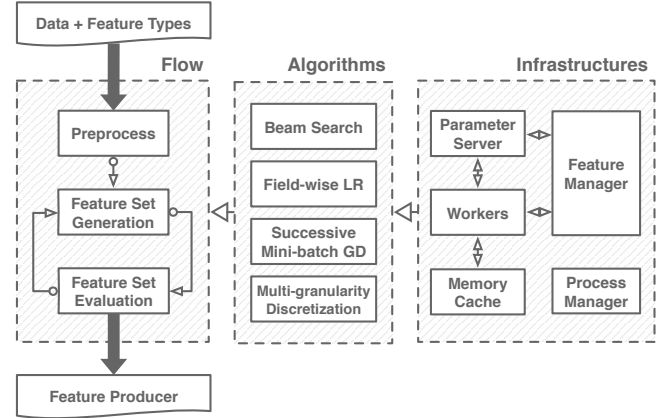 Data + Feature Types
Flow
Algorithms
Infrastructures
Preprocess
Feature Set
Generation
Feature Set
Evaluation
Feature Producer
Beam Search
Field-wise LR
Successive
Mini-batch GD
Multi-granularity
Discretization
Parameter
Server
Workers
Memory
Cache
Feature
Manager
Process
Manager